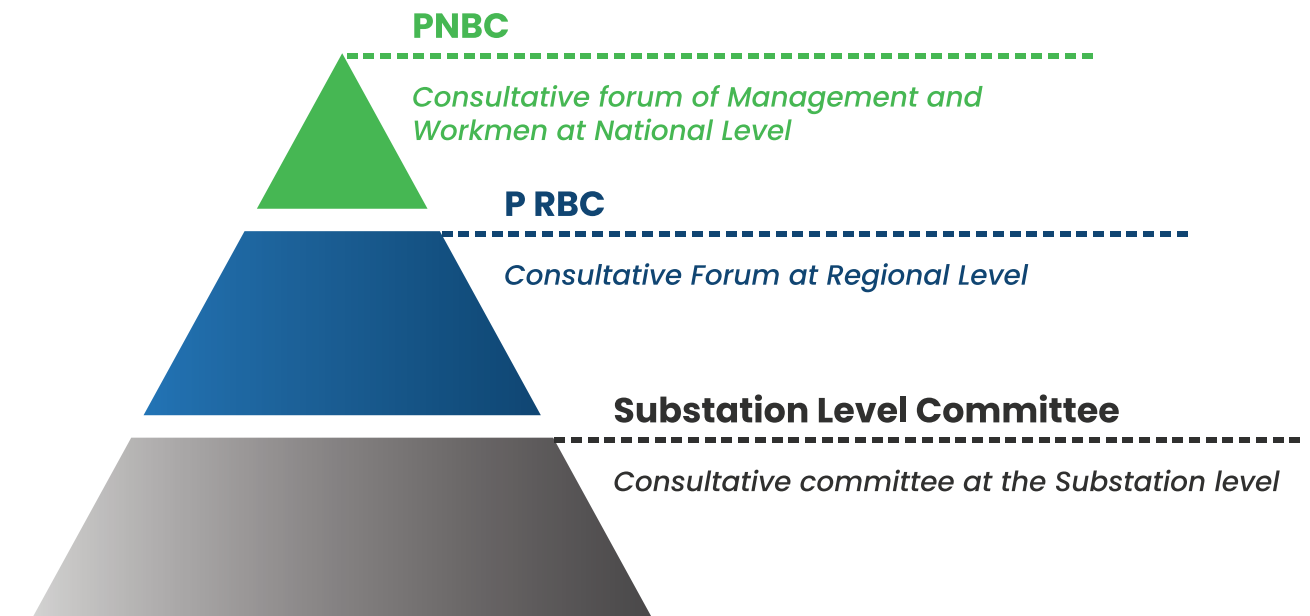 PNBC
Consultative forum of Management and
Workmen at National Level
P RBC
Consultative Forum at Regional Level
Substation Level Committee
Consultative committee at the Substation level